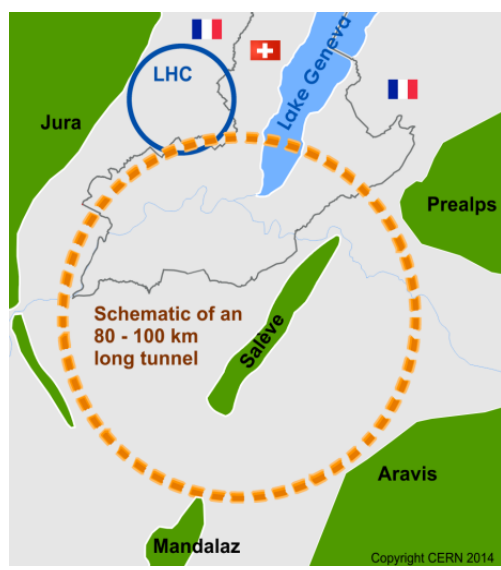 LHC
Lake Geneva
Jura
Prealps
Schematic of an
80 - 100 km
long tunnel
Salève
Aravis
Mandalaz
Copyright CERN 2014